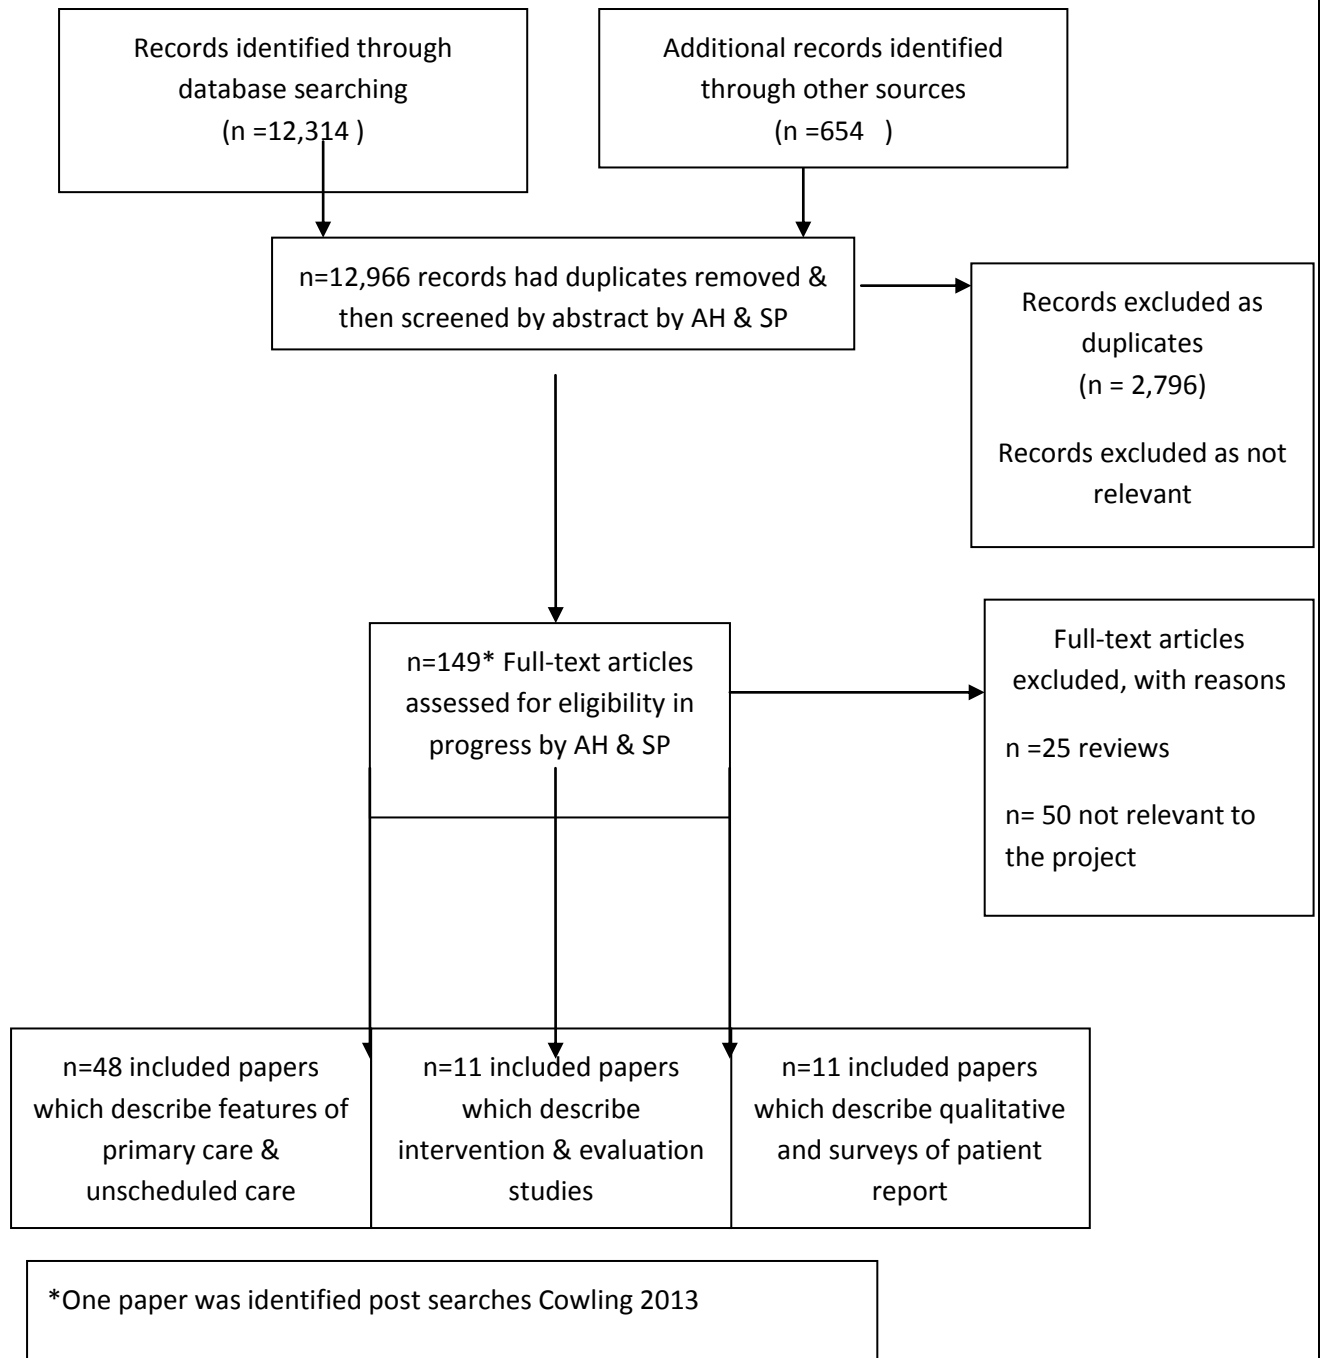 Records identified through
database searching
(n =12,314 )
Additional records identified
through other sources
(n =654 )
n=12,966 records had duplicates removed &
then screened by abstract by AH & SP
Records excluded as
duplicates
(n = 2,796)
Records excluded as not
relevant
n=149* Full-text articles
assessed for eligibility in
progress by AH & SP
Full-text articles
excluded, with reasons
n =25 reviews
n= 50 not relevant to
the project
n=48 included papers
which describe features of
primary care &
unscheduled care
n=11 included papers
which describe
intervention & evaluation
studies
n=11 included papers
which describe qualitative
and surveys of patient
report
*One paper was identified post searches Cowling 2013